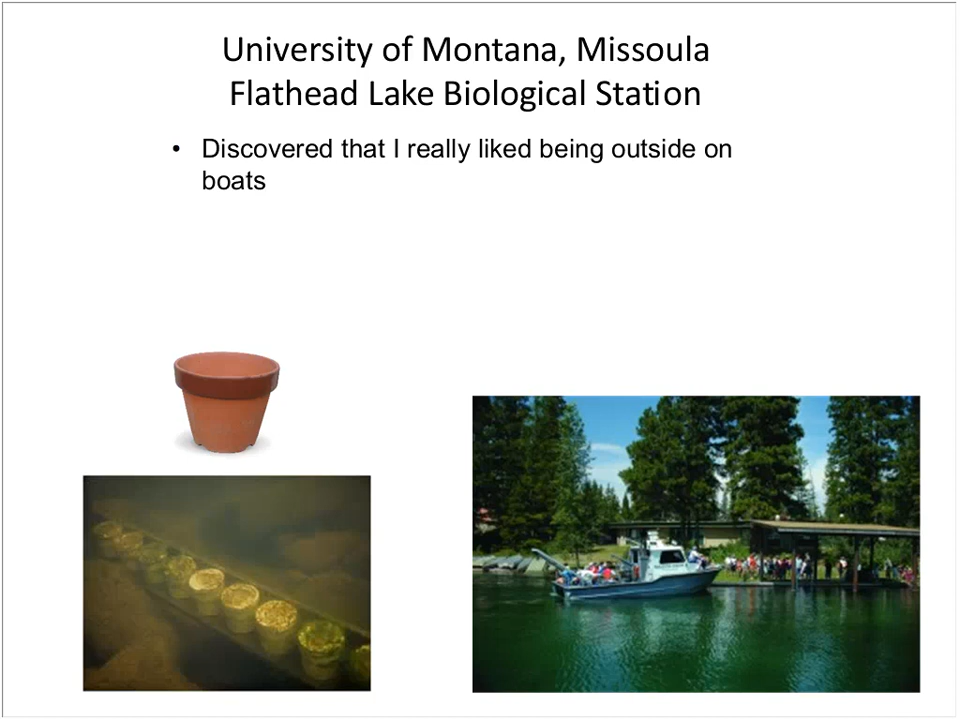 University of Montana, Missoula
Flathead Lake Biological Station
• Discovered that I really liked being outside on
boats